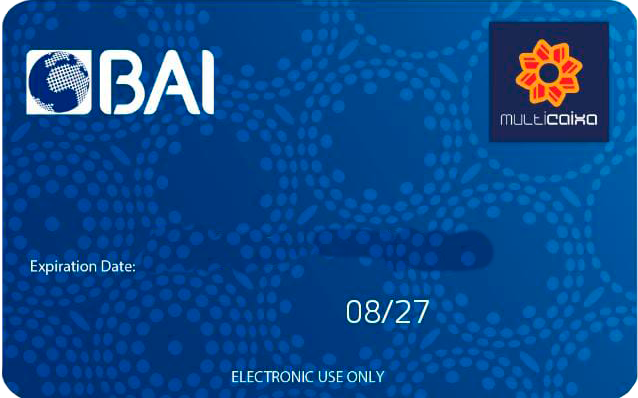 BAI
MULTICAIXA
Expiration Date:
08/27
ELECTRONIC USE ONLY